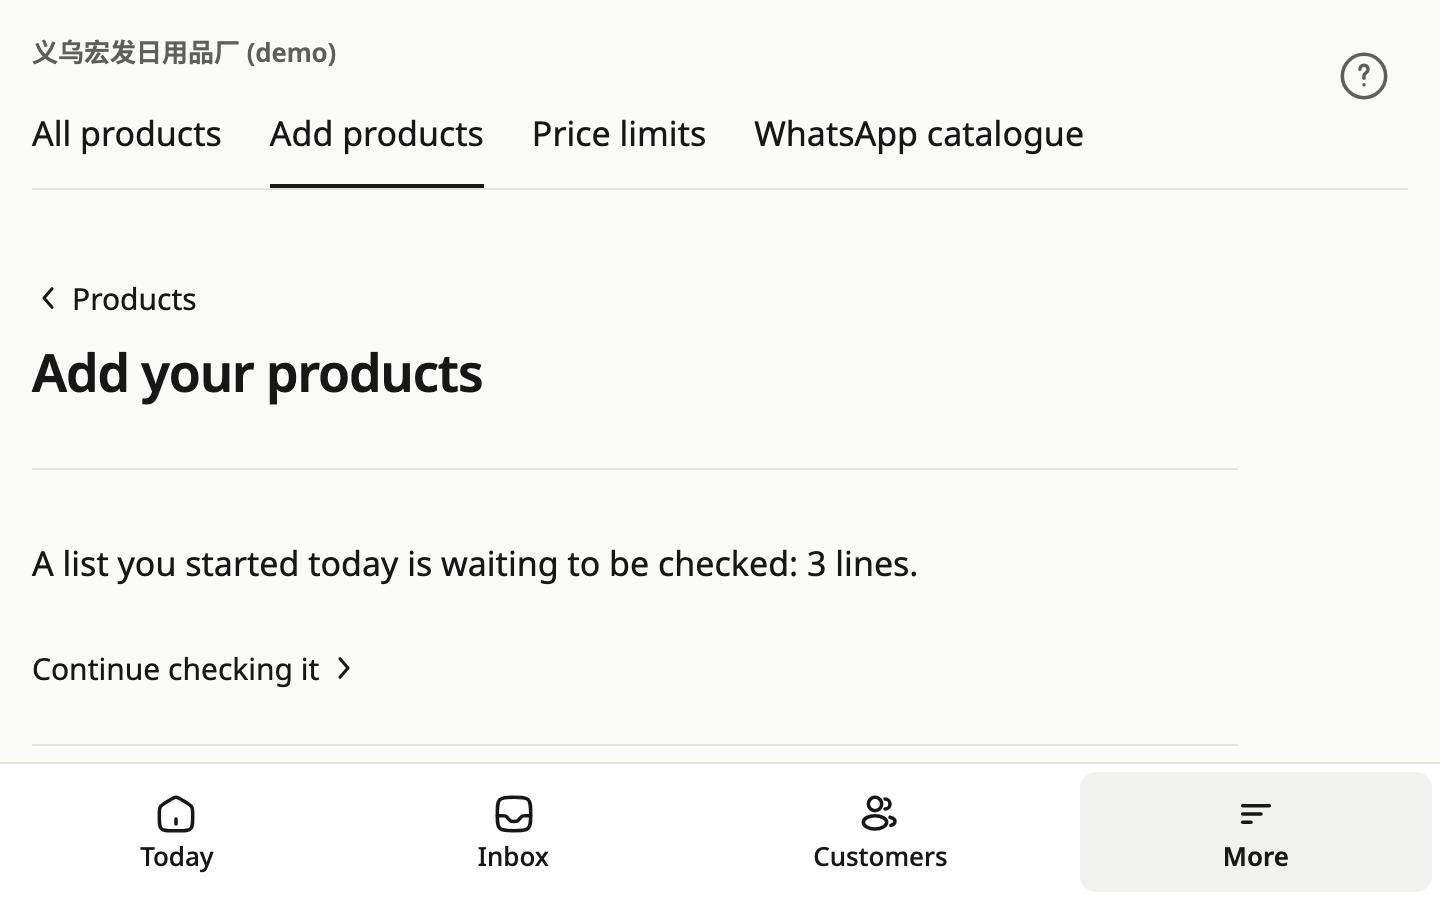 义乌宏发日用品厂 (demo)
?
All products Add products Price limits WhatsApp catalogue
Products
Add your products
A list you started today is waiting to be checked: 3 lines.
Continue checking it
Today Inbox Customers More